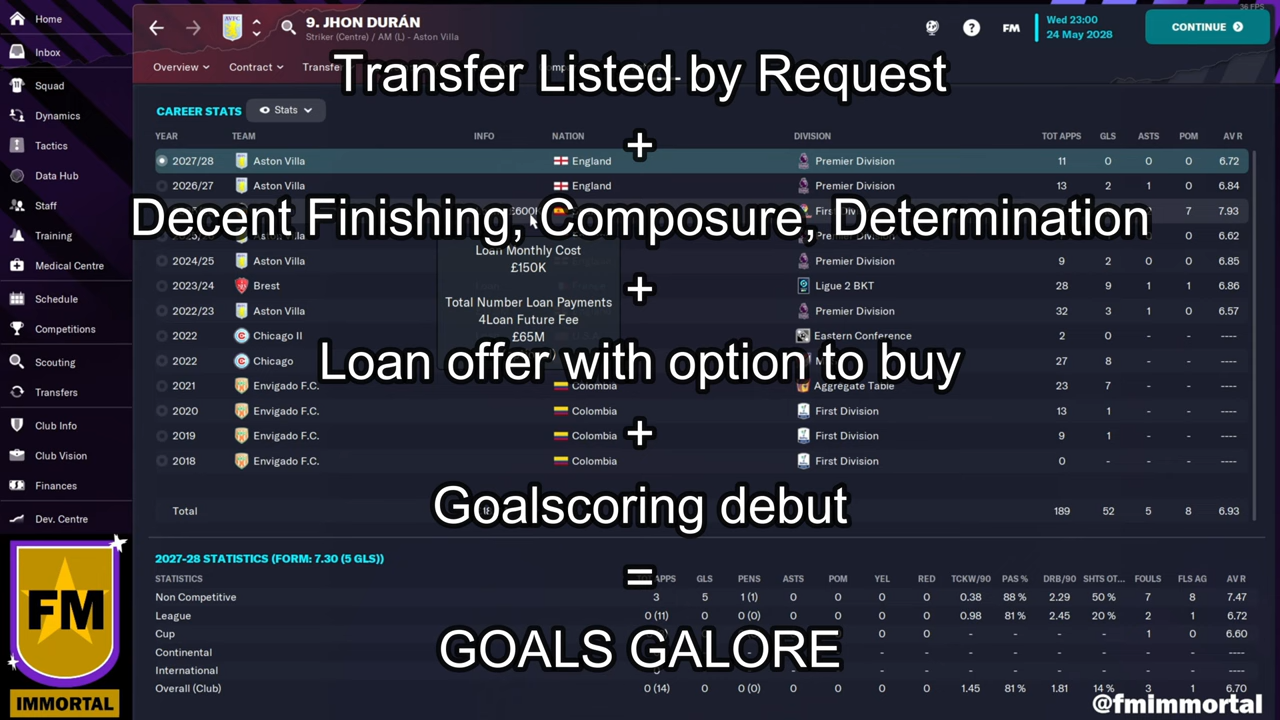 36 FPS
Home
9. JHON DURÁN
Striker (Centre) / AM (L) - Aston Villa
FM
Wed 23:00
24 May 2028
CONTINUE
Inbox
Overview
Contract
Transfer Listed by Request
Squad
CAREER STATS
Stats
Dynamics
YEAR TEAM INFO NATION DIVISION TOT APPS GLS ASTS POM AV R
+
Tactics
2027/28 Aston Villa England Premier Division 11 0 0 0 6.72
Data Hub
2026/27 Aston Villa England Premier Division 13 2 1 0 6.84
Staff
£600K 7 7.93
Decent Finishing, Composure, Determination
Training
6.62
Loan Monthly Cost
£150K
Medical Centre
2024/25 Aston Villa Premier Division 9 2 0 0 6.85
+
2023/24 Brest Ligue 2 BKT 28 9 1 1 6.86
Schedule
Total Number Loan Payments
4Loan Future Fee
£65M
2022/23 Aston Villa Premier Division 32 3 1 0 6.57
Competitions
2022 Chicago II Eastern Conference 2 0 - - ----
Scouting
2022 Chicago 27 8 - - ----
Loan offer with option to buy
Transfers
2021 Envigado F.C. Colombia Aggregate Table 23 7 - - ----
2020 Envigado F.C. Colombia First Division 13 1 - - ----
Club Info
2019 Envigado F.C. Colombia First Division 9 1 - - ----
+
Club Vision
2018 Envigado F.C. Colombia First Division 0 - - - ----
Finances
Goalscoring debut
Total 189 52 5 8 6.93
Dev. Centre
2027-28 STATISTICS (FORM: 7.30 (5 GLS))
=
STATISTICS APPS GLS PENS ASTS POM YEL RED TCKW/90 PAS % DRB/90 SHTS OT... FOULS FLS AG AV R
Non Competitive 3 5 1 (1) 0 0 0 0 0.38 88 % 2.29 50 % 7 8 7.47
League 0 (11) 0 0 (0) 0 0 0 0 0.98 81 % 2.45 20 % 2 1 6.72
Cup 0 0 - - - - 1 0 6.60
Continental - - - - - - ----
International - - - - - - ----
GOALS GALORE
Overall (Club) 0 (14) 0 0 (0) 0 0 0 0 1.45 81 % 1.81 14 % 3 1 6.70
FM
IMMORTAL
@fmimmortal